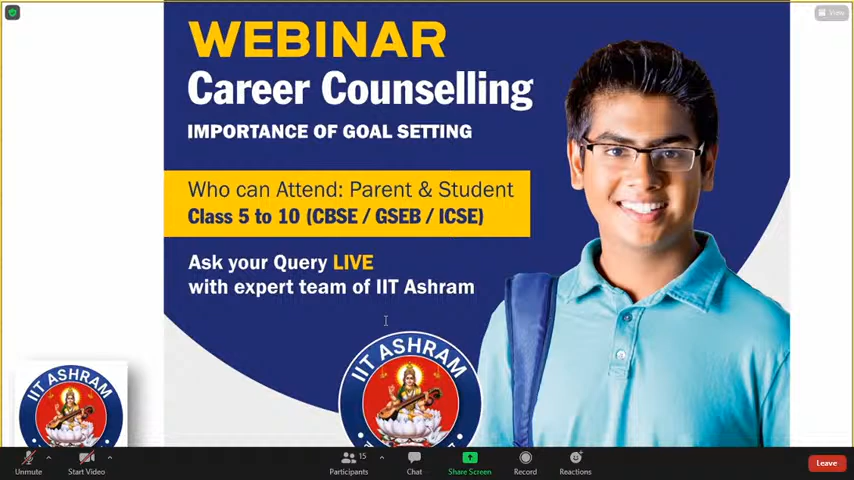 View
WEBINAR
Career Counselling
IMPORTANCE OF GOAL SETTING
Who can Attend: Parent & Student
Class 5 to 10 (CBSE / GSEB / ICSE)
Ask your Query LIVE
with expert team of IIT Ashram
IIT ASHRAM
IIT ASHRAM
Unmute
Start Video
15
Participants
Chat
Share Screen
Record
Reactions
Leave